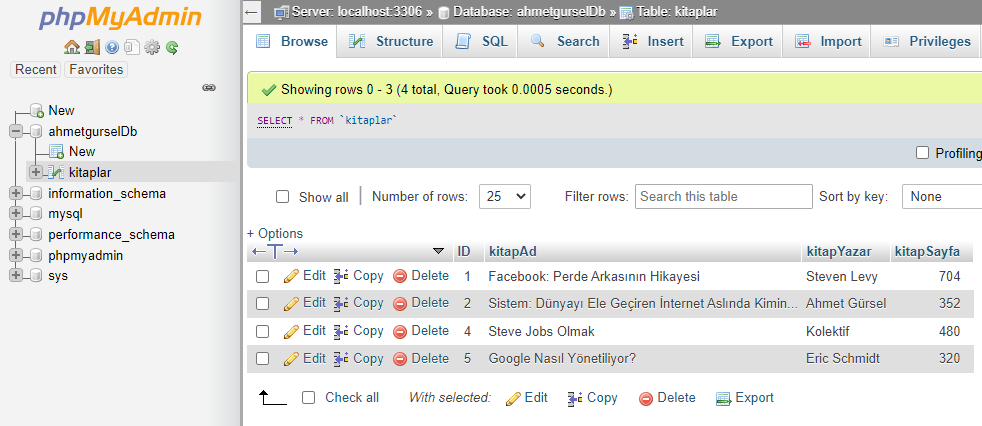 phpMyAdmin
Recent Favorites
New
ahmetgurselDb
New
kitaplar
information_schema
mysql
performance_schema
phpmyadmin
sys
Server: localhost:3306 » Database: ahmetgurselDb » Table: kitaplar
Browse Structure SQL Search Insert Export Import Privileges
Showing rows 0 - 3 (4 total, Query took 0.0005 seconds.)
SELECT * FROM `kitaplar`
Profiling
Show all Number of rows: 25 Filter rows: Search this table Sort by key: None
+ Options
ID kitapAd kitapYazar kitapSayfa
Edit Copy Delete 1 Facebook: Perde Arkasının Hikayesi Steven Levy 704
Edit Copy Delete 2 Sistem: Dünyayı Ele Geçiren İnternet Aslında Kimin... Ahmet Gürsel 352
Edit Copy Delete 4 Steve Jobs Olmak Kolektif 480
Edit Copy Delete 5 Google Nasıl Yönetiliyor? Eric Schmidt 320
Check all With selected: Edit Copy Delete Export